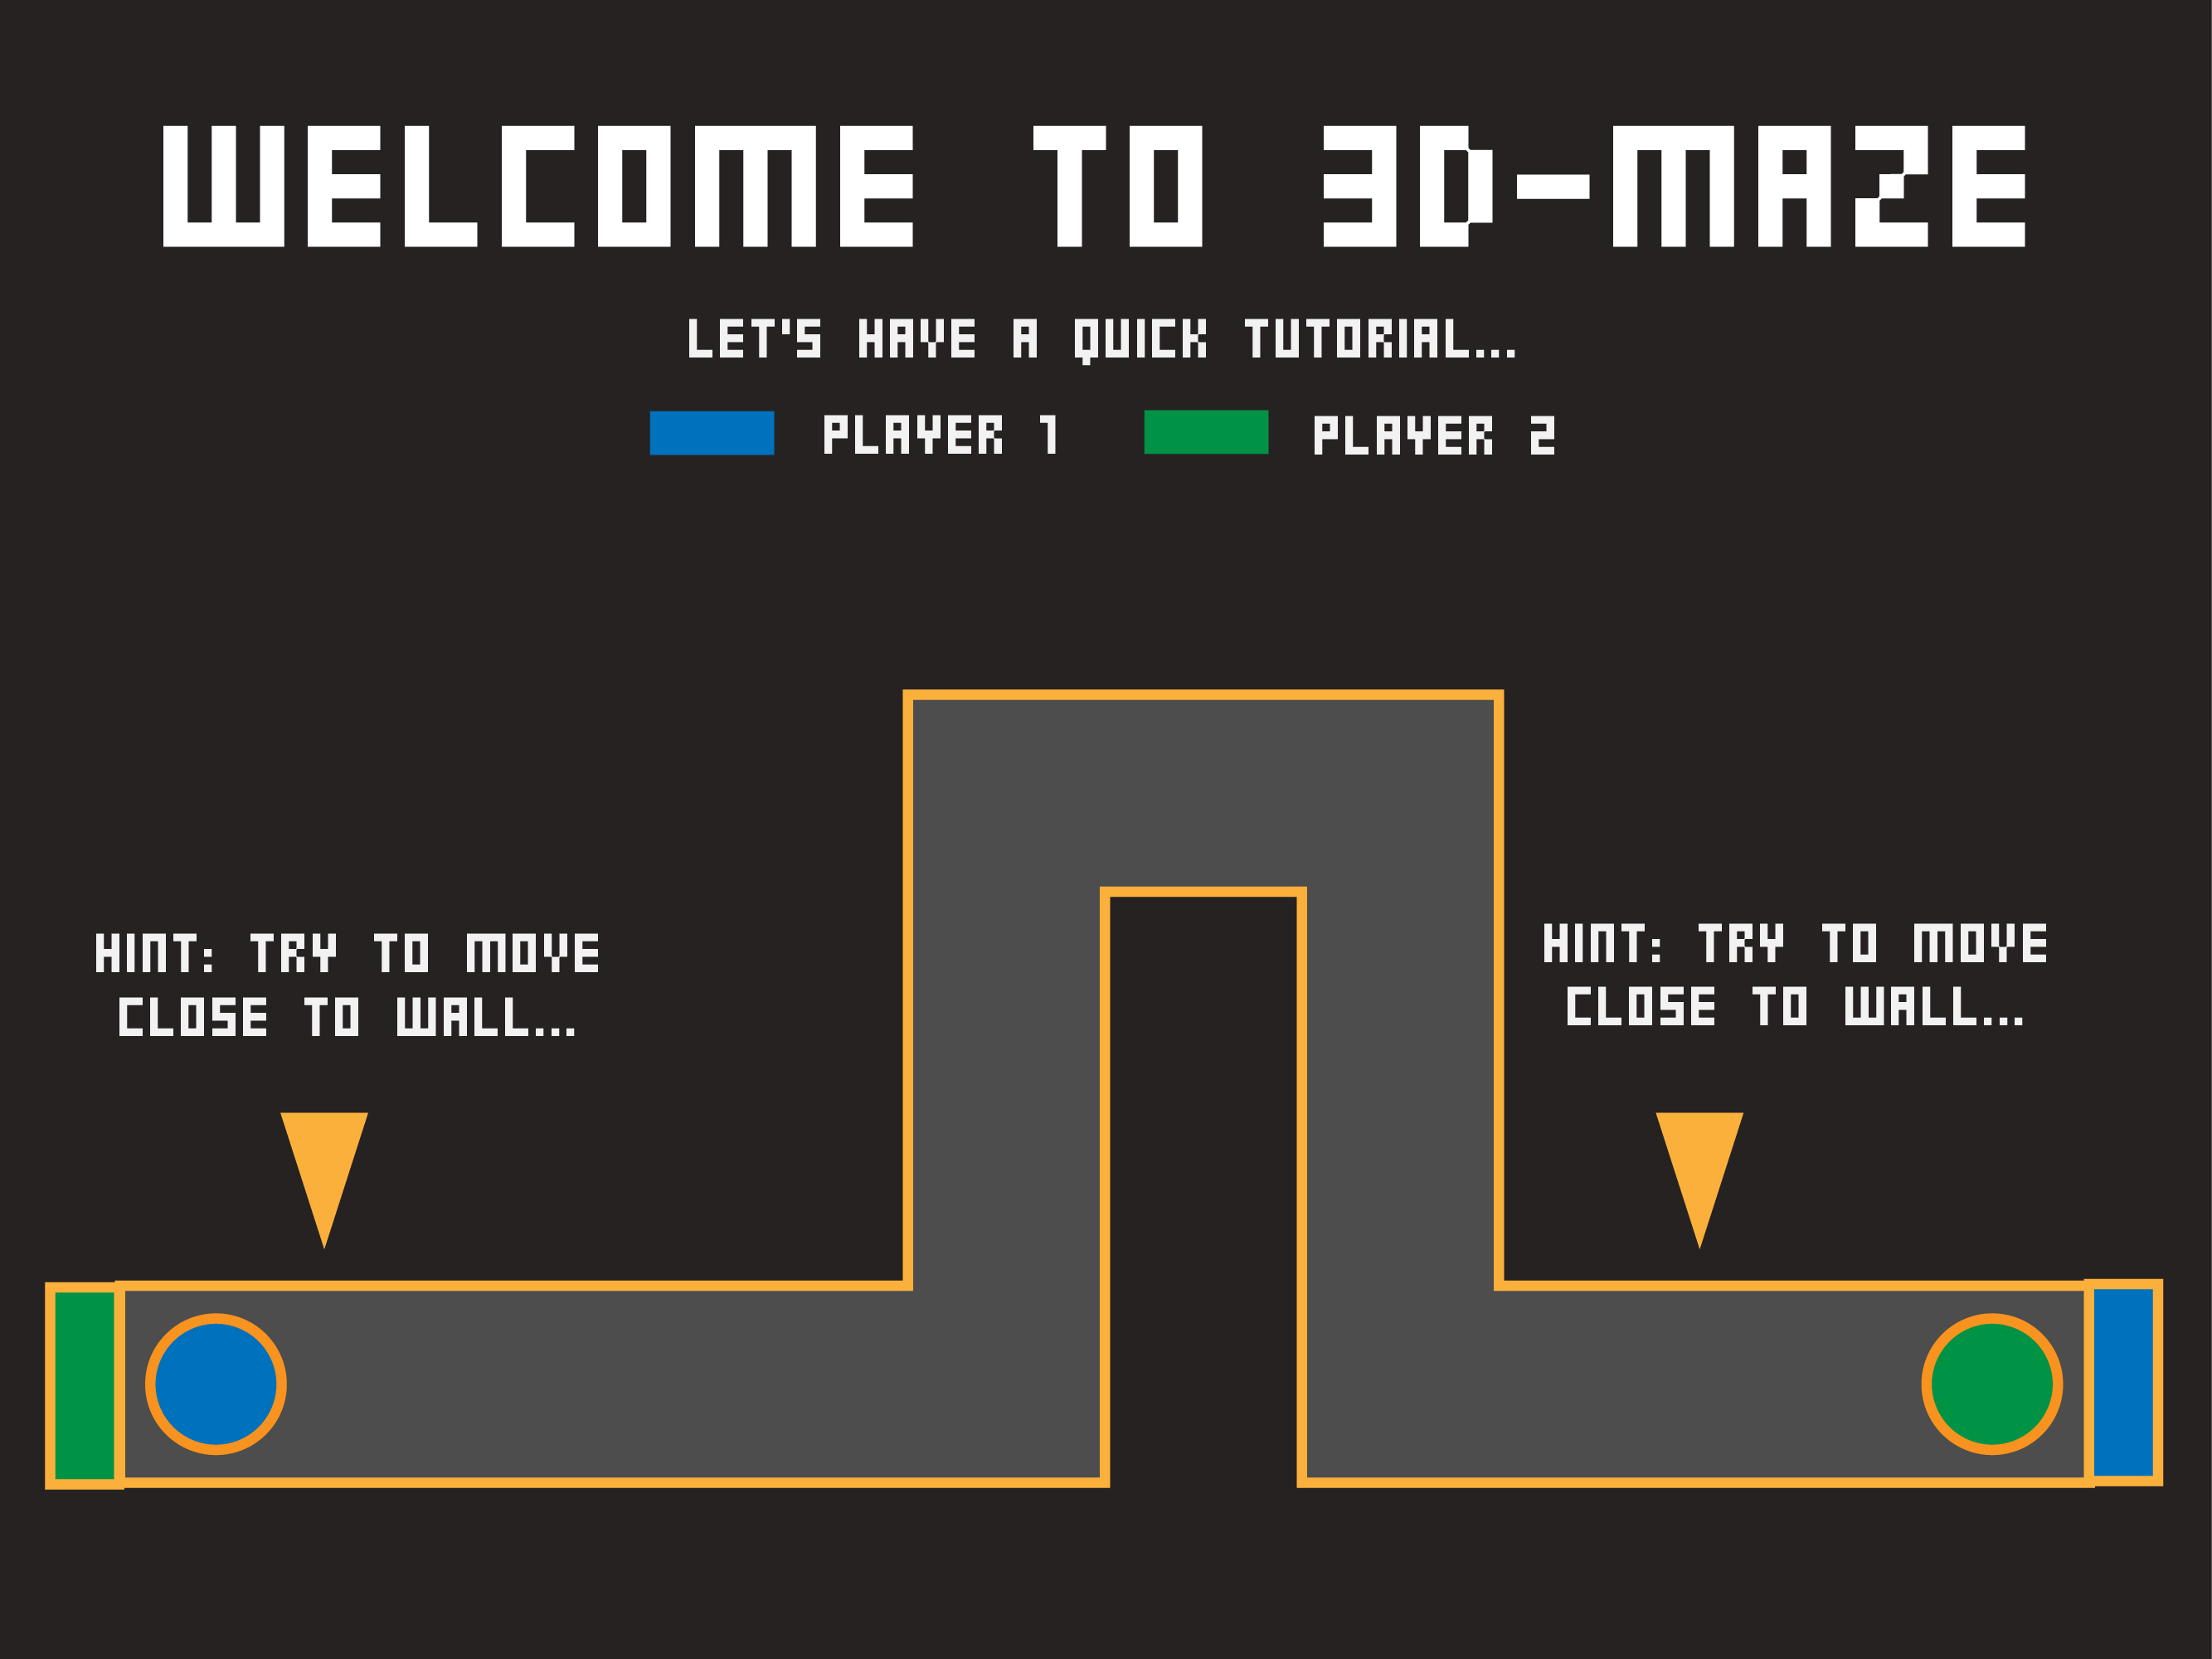 WELCOME TO 3D-MAZE
LET'S HAVE A QUICK TUTORIAL...
PLAYER 1 PLAYER 2
HINT: TRY TO MOVE
CLOSE TO WALL...
HINT: TRY TO MOVE
CLOSE TO WALL...